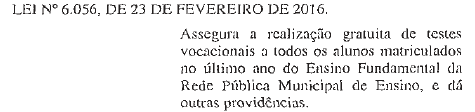 LEI Nº 6.056, DE 23 DE FEVEREIRO DE 2016.
Assegura a realização gratuita de testes
vocacionais a todos os alunos matriculados
no último ano do Ensino Fundamental da
Rede Pública Municipal de Ensino, e dá
outras providências.